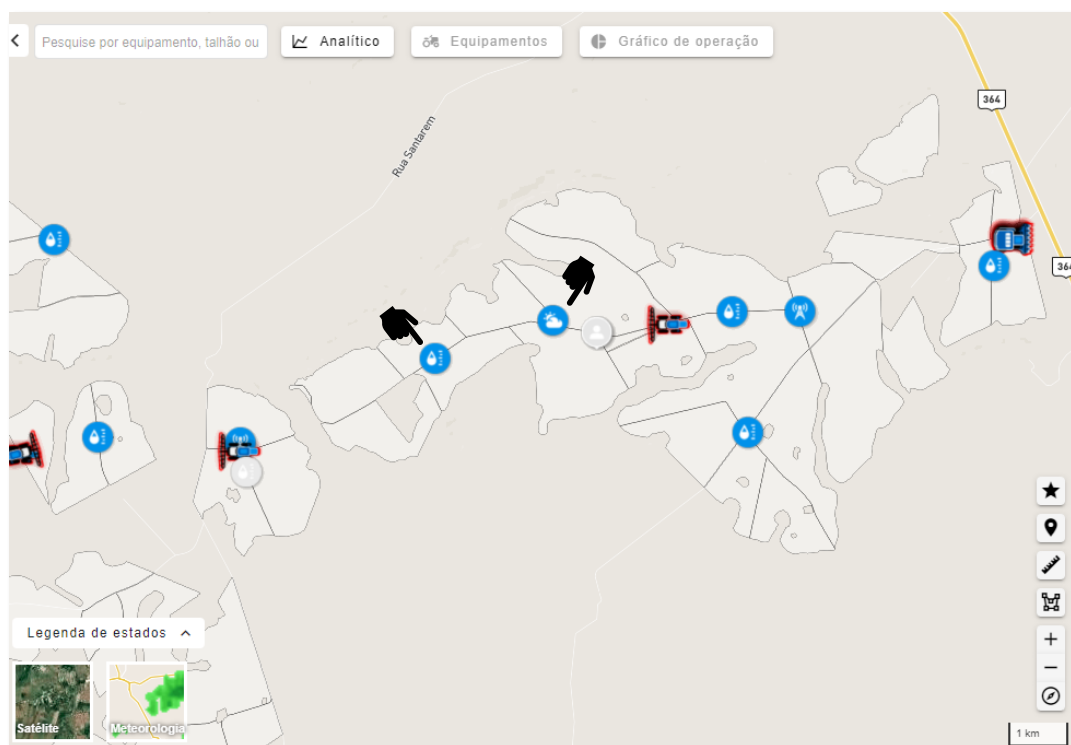 Pesquise por equipamento, talhão ou
Analítico
Equipamentos
Gráfico de operação
364
Rua Santarem
364
Legenda de estados
Satélite
Meteorologia
1 km